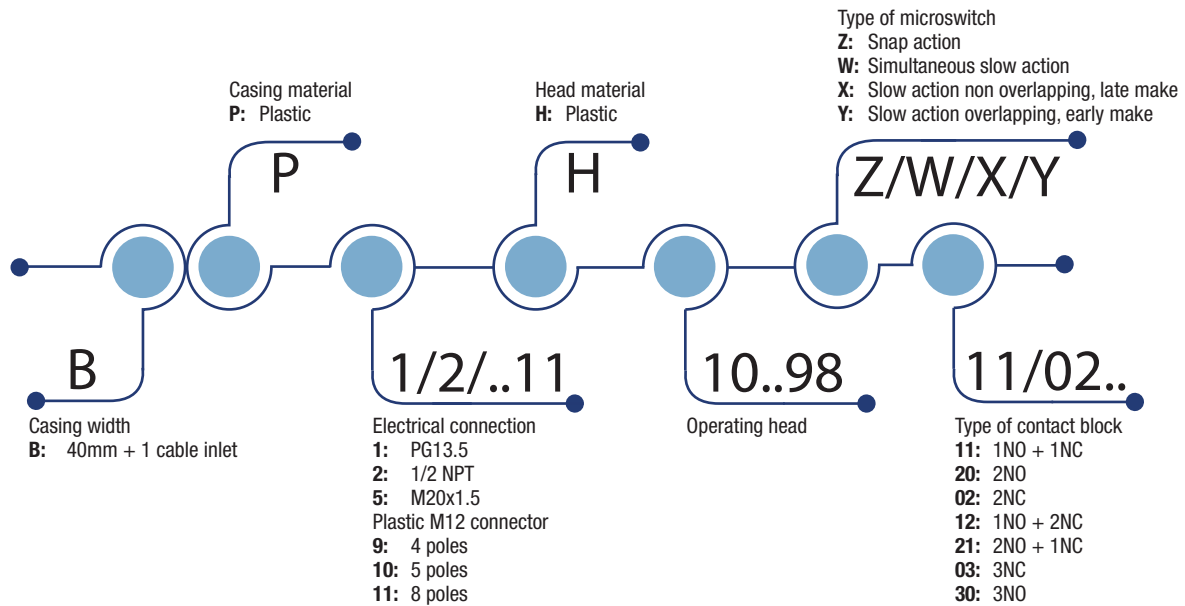 Type of microswitch
Z: Snap action
W: Simultaneous slow action
X: Slow action non overlapping, late make
Y: Slow action overlapping, early make
Casing material
P: Plastic
Head material
H: Plastic
P
H
Z/W/X/Y
B
1/2/..11
10..98
11/02..
Casing width
B: 40mm + 1 cable inlet
Electrical connection
1: PG13.5
2: 1/2 NPT
5: M20x1.5
Plastic M12 connector
9: 4 poles
10: 5 poles
11: 8 poles
Operating head
Type of contact block
11: 1NO + 1NC
20: 2NO
02: 2NC
12: 1NO + 2NC
21: 2NO + 1NC
03: 3NC
30: 3NO